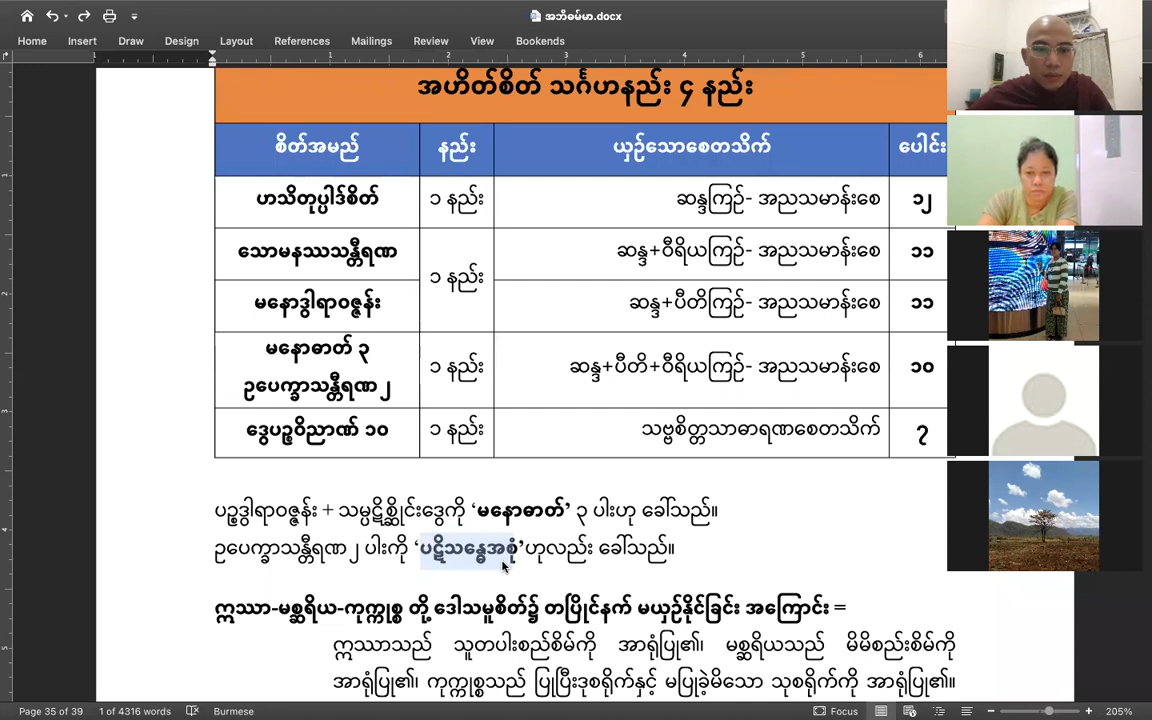 အဘိဓမ်မာ.docx
Home Insert Draw Design Layout References Mailings Review View Bookends
1 1 2 3 4 5 6
အဟိတ်စိတ် သင်္ဂဟနည်း ၄ နည်း
စိတ်အမည် နည်း ယှဉ်သောစေတသိက် ပေါင်း
ဟသိတုပ္ပါဒ်စိတ် ၁ နည်း ဆန္ဒကြဉ်- အညသမာန်းစေ ၁၂
သောမနဿသန္တီရဏ ၁ နည်း ဆန္ဒ+ဝီရိယကြဉ်- အညသမာန်းစေ ၁၁
မနောဒွါရာဝဇ္ဇန်း ဆန္ဒ+ပီတိကြဉ်- အညသမာန်းစေ ၁၁
မနောဓာတ် ၃
ဥပေက္ခာသန္တီရဏ၂ ၁ နည်း ဆန္ဒ+ပီတိ+ဝီရိယကြဉ်- အညသမာန်းစေ ၁၀
ဒွေပဉ္စဝိညာဏ် ၁၀ ၁ နည်း သဗ္ဗစိတ္တသာဓာရဏစေတသိက် ၇
ပဉ္စဒွါရာဝဇ္ဇန်း + သမ္ပဋိစ္ဆိုင်းဒွေကို ‘မနောဓာတ်’ ၃ ပါးဟု ခေါ်သည်။
ဥပေက္ခာသန္တီရဏ၂ ပါးကို ‘ပဋိသန္ဓေအစုံ’ဟုလည်း ခေါ်သည်။
ဣဿာ-မစ္ဆရိယ-ကုက္ကုစ္စ တို့ ဒေါသမူစိတ်၌ တပြိုင်နက် မယှဉ်နိုင်ခြင်း အကြောင်း =
ဣဿာသည် သူတပါးစည်စိမ်ကို အာရုံပြု၏၊ မစ္ဆရိယသည် မိမိစည်းစိမ်ကို
အာရုံပြု၏၊ ကုက္ကုစ္စသည် ပြုပြီးဒုစရိုက်နှင့် မပြုခဲ့မိသော သုစရိုက်ကို အာရုံပြု၏။
Page 35 of 39 1 of 4316 words Burmese Focus 205%